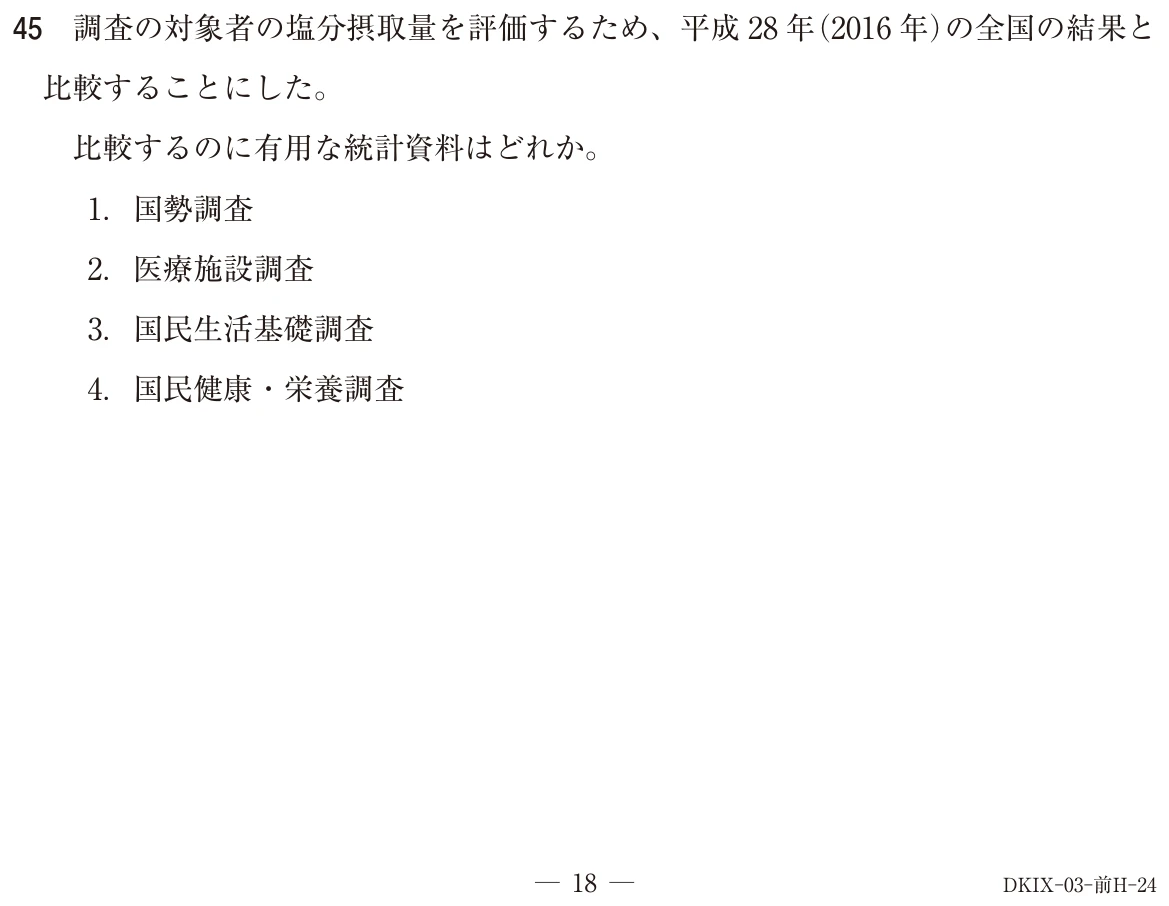 45 調査の対象者の塩分摂取量を評価するため、平成 28 年(2016 年)の全国の結果と
比較することにした。
比較するのに有用な統計資料はどれか。
1. 国勢調査
2. 医療施設調査
3. 国民生活基礎調査
4. 国民健康・栄養調査
— 18 —
DKIX-03-前H-24